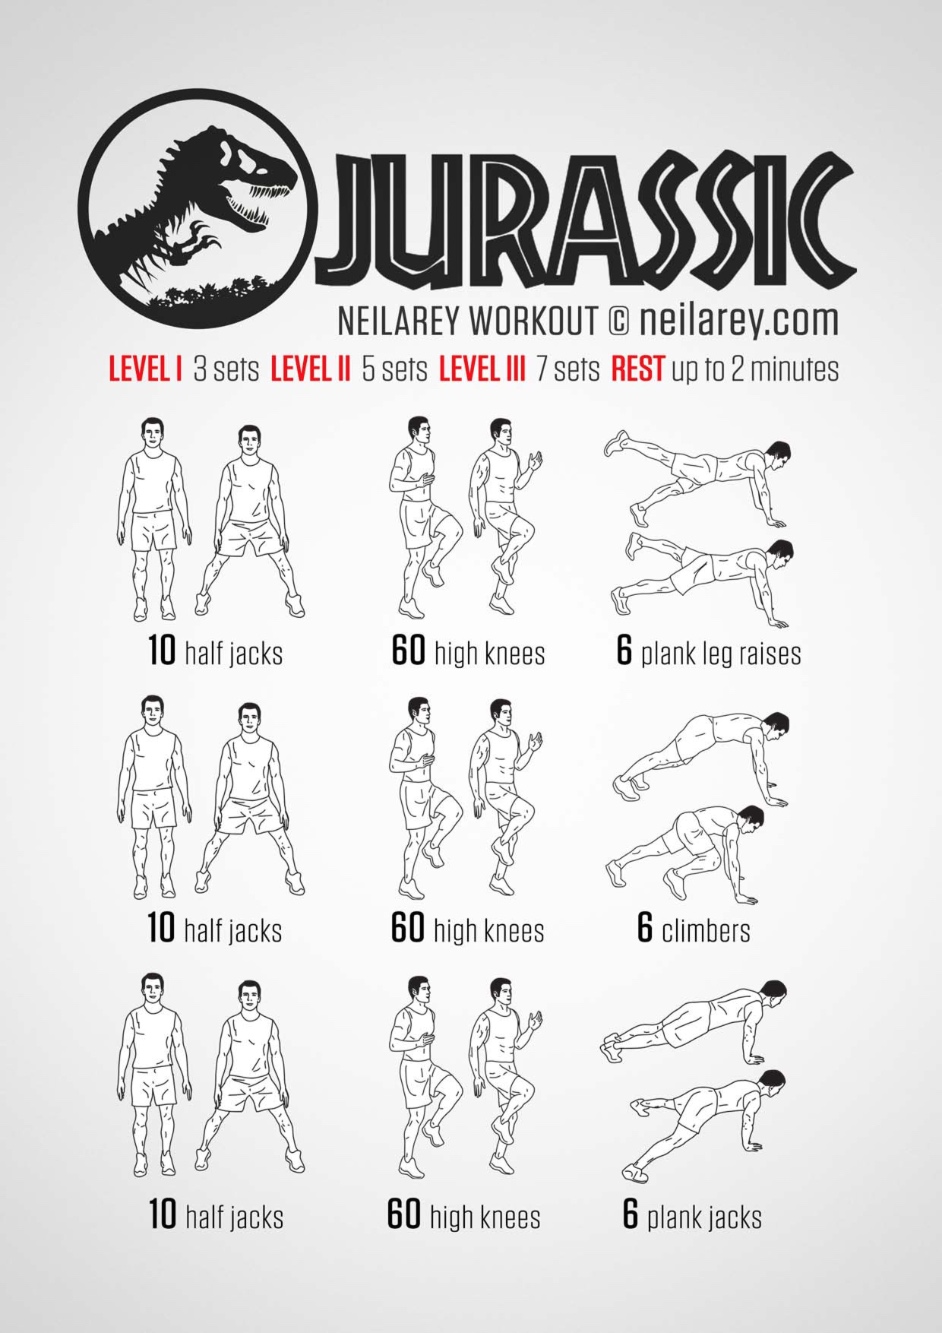 JURASSIC
NEILAREY WORKOUT © neilarey.com
LEVEL I 3 sets LEVEL II 5 sets LEVEL III 7 sets REST up to 2 minutes
10 half jacks 60 high knees 6 plank leg raises
10 half jacks 60 high knees 6 climbers
10 half jacks 60 high knees 6 plank jacks